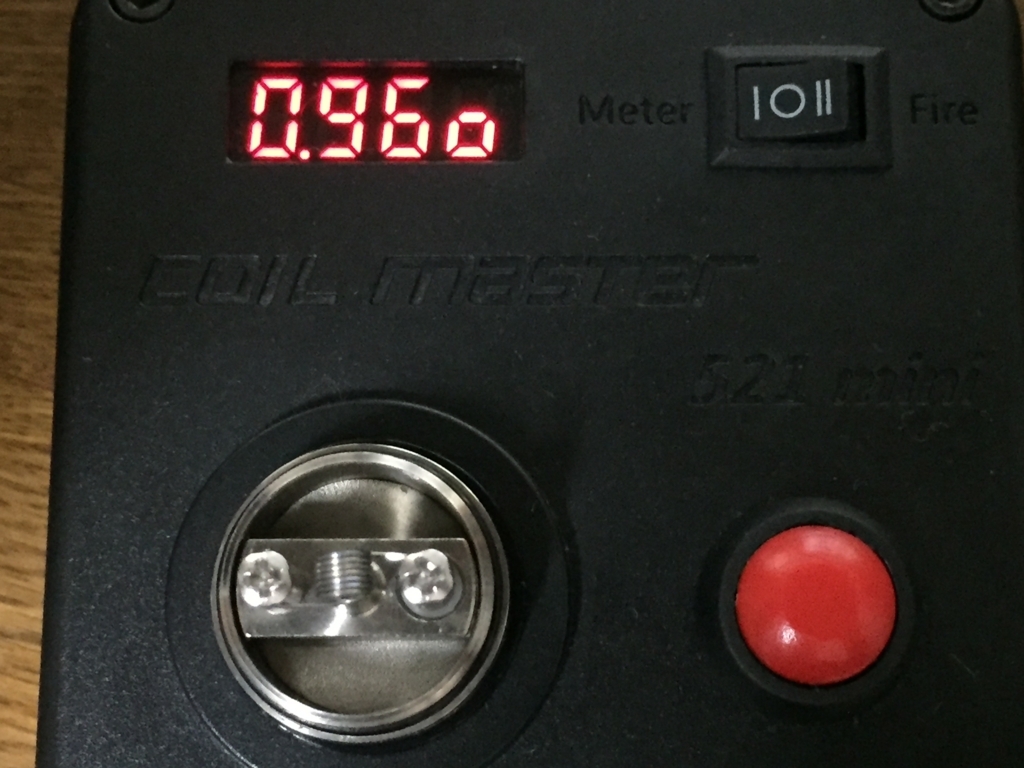 0.96o
Meter IOII Fire
COIL MASTER
521 mini